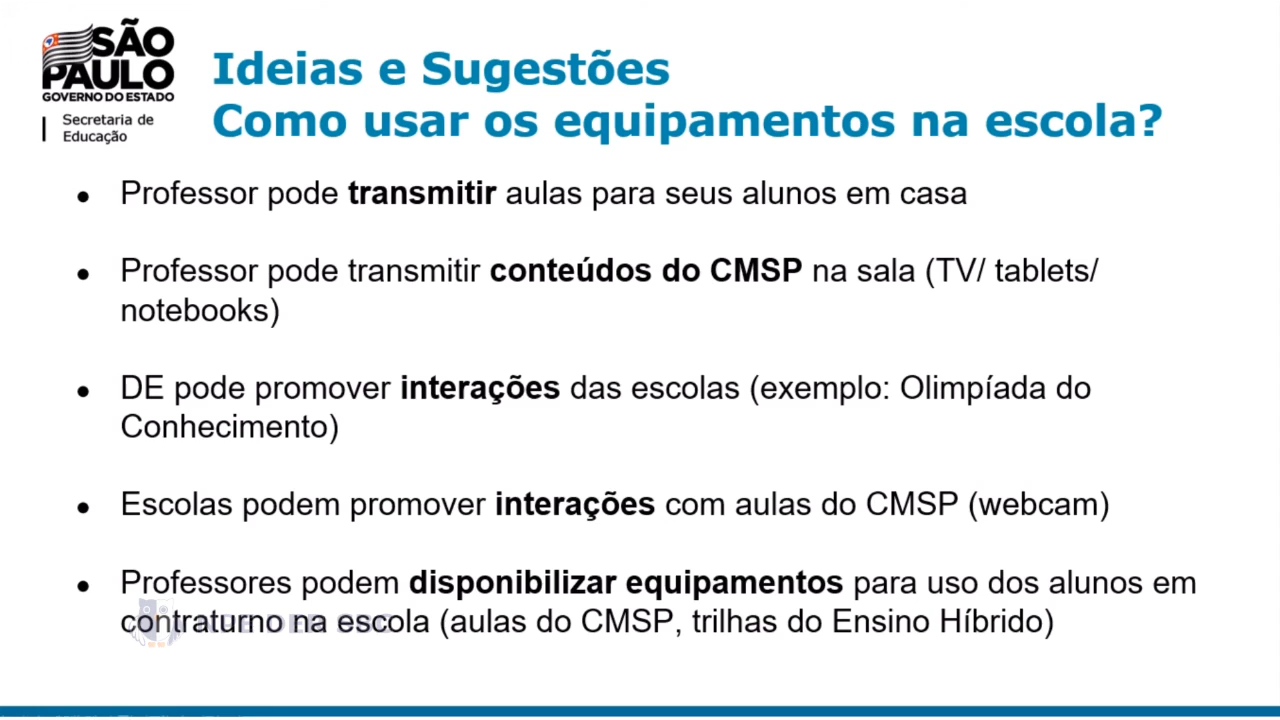 SÃO
PAULO
GOVERNO DO ESTADO
Secretaria de
Educação
Ideias e Sugestões
Como usar os equipamentos na escola?
● Professor pode transmitir aulas para seus alunos em casa
● Professor pode transmitir conteúdos do CMSP na sala (TV/ tablets/
notebooks)
● DE pode promover interações das escolas (exemplo: Olimpíada do
Conhecimento)
● Escolas podem promover interações com aulas do CMSP (webcam)
● Professores podem disponibilizar equipamentos para uso dos alunos em
contraturno na escola (aulas do CMSP, trilhas do Ensino Híbrido)